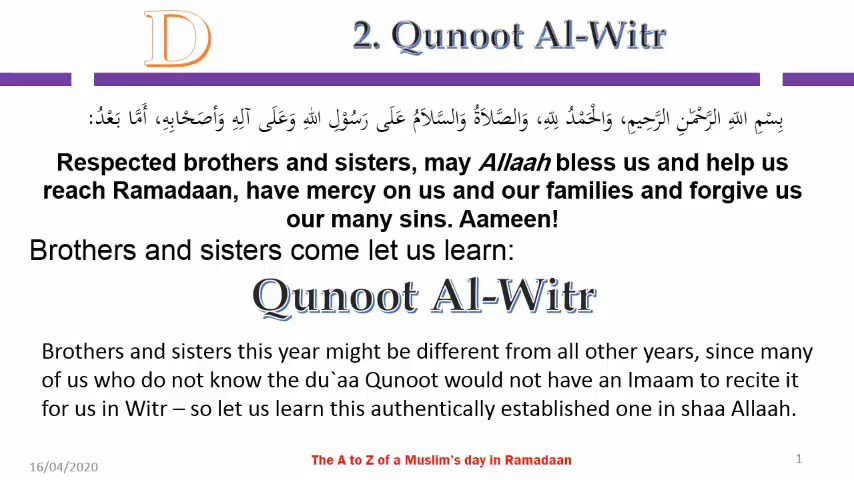 D
2. Qunoot Al-Witr
بِسْمِ اللهِ الرَّحْمَٰنِ الرَّحِيمِ، وَالْحَمْدُ لِلّهِ، وَالصَّلَاةُ وَالسَّلَامُ عَلَى رَسُوْلِ اللهِ وَعَلَى آلِهِ وَأَصْحَابِهِ، أَمَّا بَعْدُ:
Respected brothers and sisters, may Allaah bless us and help us
reach Ramadaan, have mercy on us and our families and forgive us
our many sins. Aameen!
Brothers and sisters come let us learn:
Qunoot Al-Witr
Brothers and sisters this year might be different from all other years, since many
of us who do not know the du`aa Qunoot would not have an Imaam to recite it
for us in Witr – so let us learn this authentically established one in shaa Allaah.
16/04/2020
The A to Z of a Muslim's day in Ramadaan
1